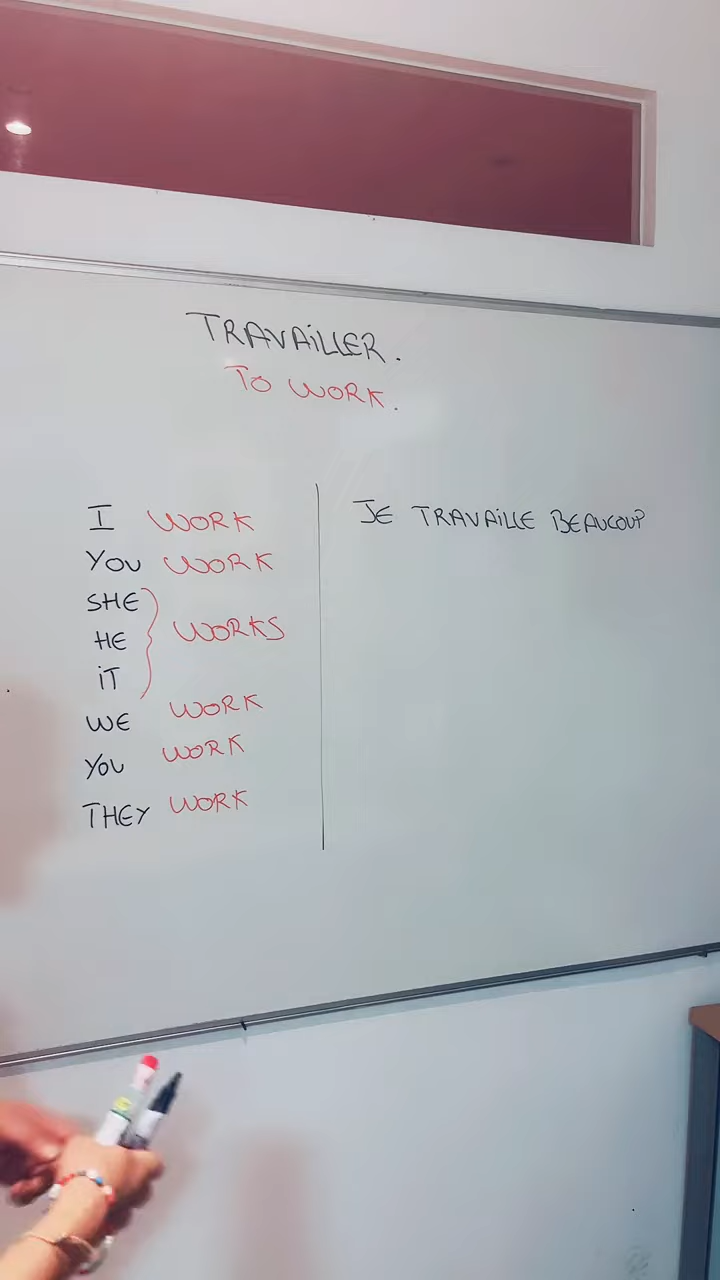 TRAVAiLLER.
TO WORK.
I WORK
YOU WORK
SHE
HE
iT
WORKS
WE WORK
YOU WORK
THEY WORK
JE TRAVAiLLE BEAUCOUP